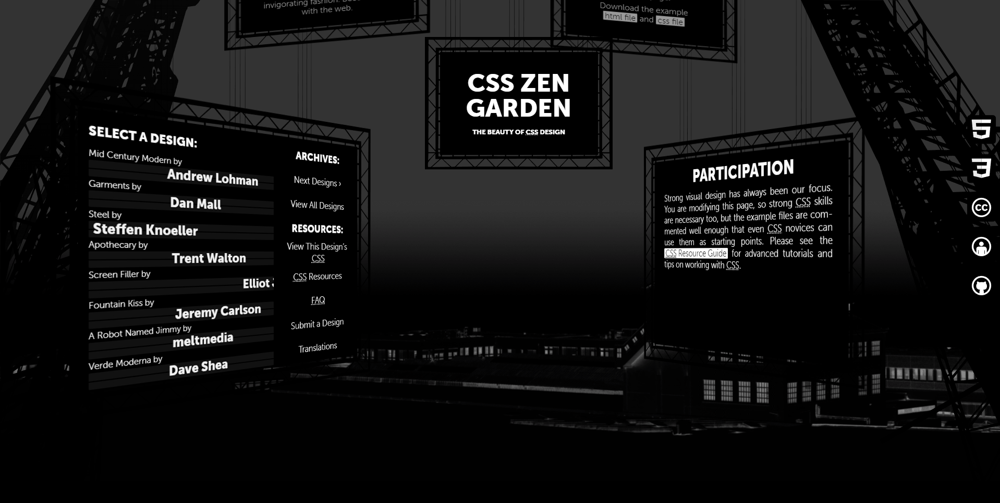 invigorating fashion.
with the web.
Download the example
html file and css file
CSS ZEN
GARDEN
THE BEAUTY OF CSS DESIGN
SELECT A DESIGN:
Mid Century Modern by
Andrew Lohman
Garments by
Dan Mall
Steel by
Steffen Knoeller
Apothecary by
Trent Walton
Screen Filler by
Elliot
Fountain Kiss by
Jeremy Carlson
A Robot Named Jimmy by
meltmedia
Verde Moderna by
Dave Shea
ARCHIVES:
Next Designs ›
View All Designs
RESOURCES:
View This Design's
CSS
CSS Resources
FAQ
Submit a Design
Translations
PARTICIPATION
Strong visual design has always been our focus.
You are modifying this page, so strong CSS skills
are necessary too, but the example files are com-
mented well enough that even CSS novices can
use them as starting points. Please see the
CSS Resource Guide for advanced tutorials and
tips on working with CSS.
5
3
CC